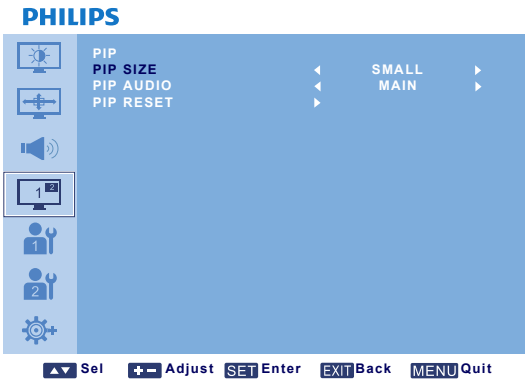 PHILIPS
PIP
PIP SIZE SMALL
PIP AUDIO MAIN
PIP RESET
1 2
1
2
Sel Adjust SET Enter EXIT Back MENU Quit